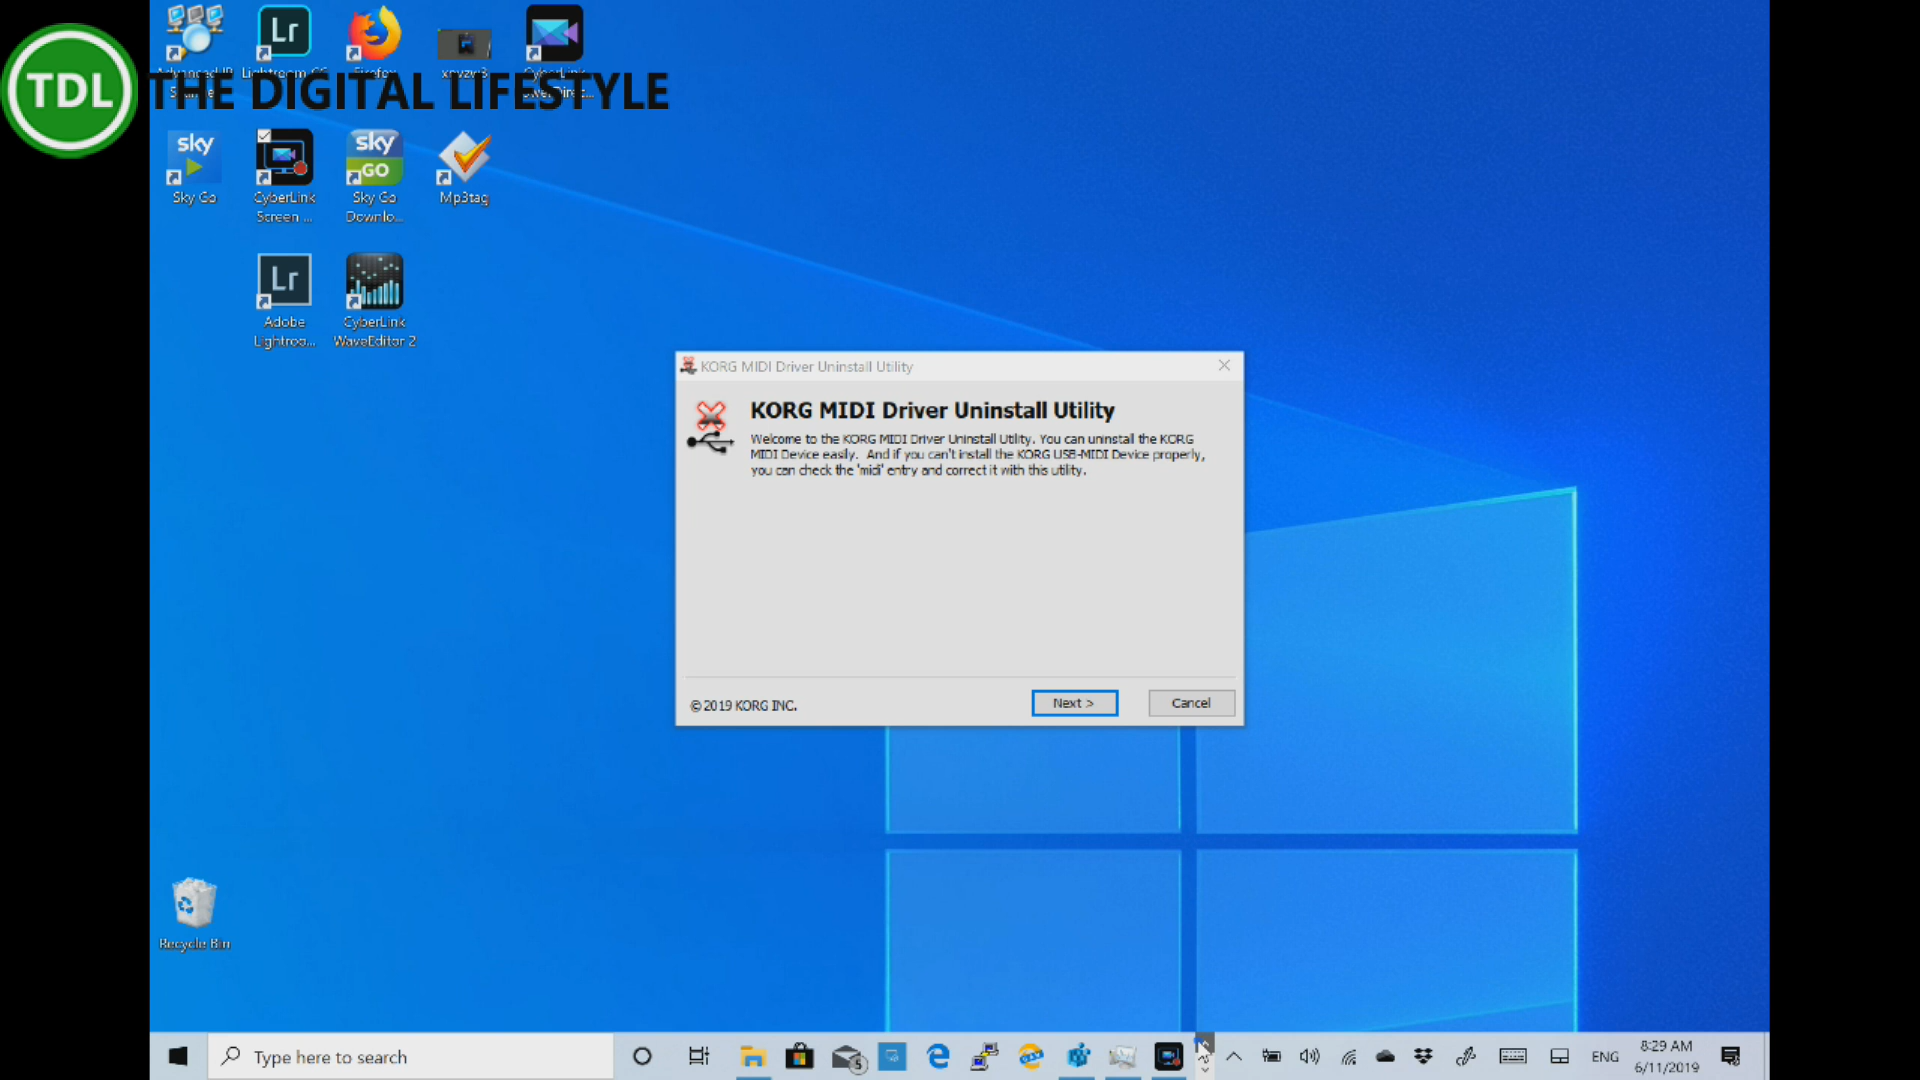 TDL
THE DIGITAL LIFESTYLE
Lr
sky
Sky Go
CyberLink
Screen ...
sky
GO
Sky Go
Downlo...
Mp3tag
Lr
Adobe
Lightroo...
CyberLink
WaveEditor 2
KORG MIDI Driver Uninstall Utility
KORG MIDI Driver Uninstall Utility
Welcome to the KORG MIDI Driver Uninstall Utility. You can uninstall the KORG
MIDI Device easily.  And if you can't install the KORG USB-MIDI Device properly,
you can check the 'midi' entry and correct it with this utility.
© 2019 KORG INC.
Next >
Cancel
Recycle Bin
Type here to search
5
ENG
8:29 AM
6/11/2019